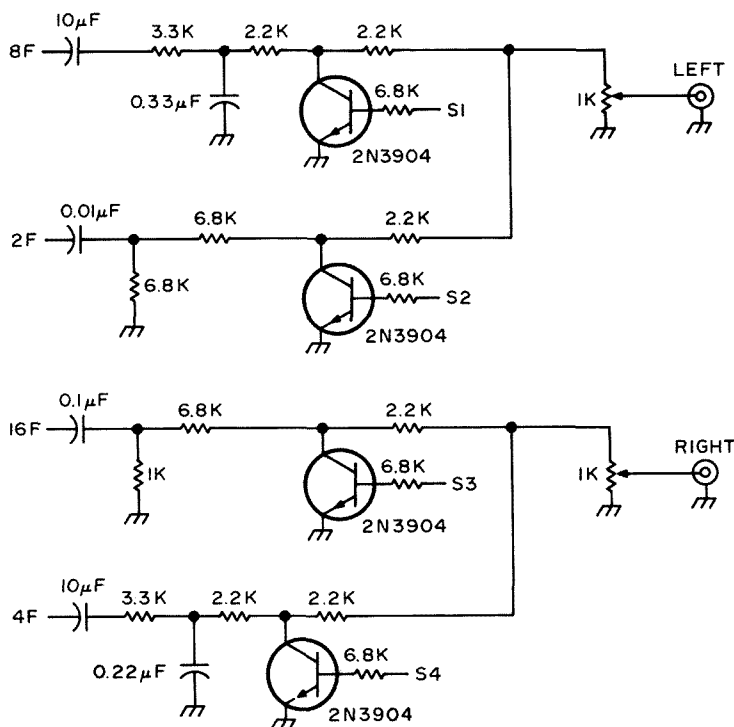 10µF
3.3K
2.2K
2.2K
8F
0.33µF
6.8K
S1
2N3904
1K
LEFT
0.01µF
6.8K
2.2K
2F
6.8K
6.8K
S2
2N3904
0.1µF
6.8K
2.2K
16F
1K
6.8K
S3
2N3904
1K
RIGHT
10µF
3.3K
2.2K
2.2K
4F
0.22µF
6.8K
S4
2N3904